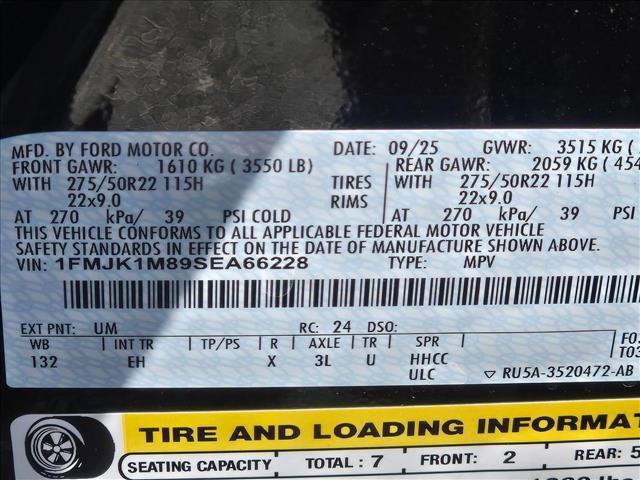 MFD. BY FORD MOTOR CO. DATE: 09/25 GVWR: 3515 KG (
FRONT GAWR: 1610 KG ( 3550 LB) REAR GAWR: 2059 KG ( 454
WITH 275/50R22 115H TIRES WITH 275/50R22 115H
22x9.0 RIMS 22x9.0
AT 270 kPa/ 39 PSI COLD AT 270 kPa/ 39 PSI
THIS VEHICLE CONFORMS TO ALL APPLICABLE FEDERAL MOTOR VEHICLE
SAFETY STANDARDS IN EFFECT ON THE DATE OF MANUFACTURE SHOWN ABOVE.
VIN: 1FMJK1M89SEA66228 TYPE: MPV
EXT PNT: UM RC: 24 DSO:
WB INT TR TP/PS R AXLE TR SPR
132 EH X 3L U HHCC
ULC
F0
T03
▽ RU5A-3520472-AB
TIRE AND LOADING INFORMAT
SEATING CAPACITY TOTAL: 7 FRONT: 2 REAR: 5